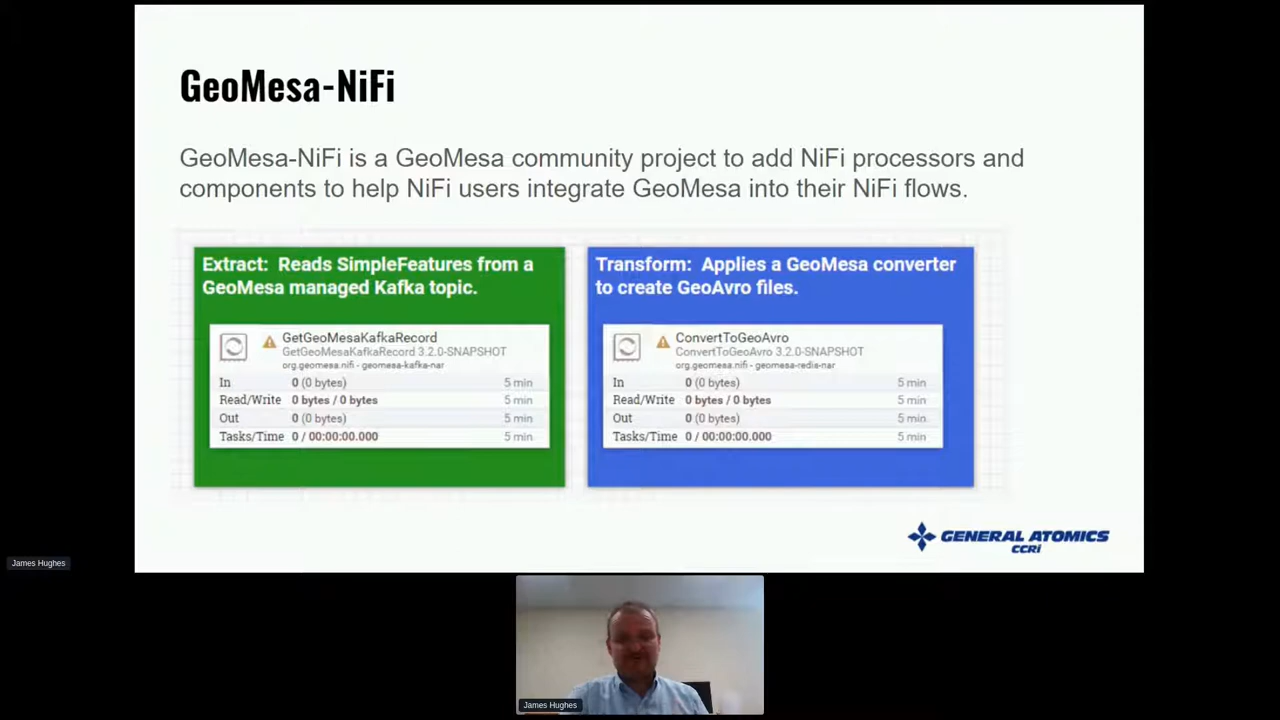 GeoMesa-NiFi
GeoMesa-NiFi is a GeoMesa community project to add NiFi processors and
components to help NiFi users integrate GeoMesa into their NiFi flows.
Extract: Reads SimpleFeatures from a
GeoMesa managed Kafka topic.
GetGeoMesaKafkaRecord
GetGeoMesaKafkaRecord 3.2.0-SNAPSHOT
org.geomesa.nifi - geomesa-kafka-nar
In 0 (0 bytes) 5 min
Read/Write 0 bytes / 0 bytes 5 min
Out 0 (0 bytes) 5 min
Tasks/Time 0 / 00:00:00.000 5 min
Transform: Applies a GeoMesa converter
to create GeoAvro files.
ConvertToGeoAvro
ConvertToGeoAvro 3.2.0-SNAPSHOT
org.geomesa.nifi - geomesa-redis-nar
In 0 (0 bytes) 5 min
Read/Write 0 bytes / 0 bytes 5 min
Out 0 (0 bytes) 5 min
Tasks/Time 0 / 00:00:00.000 5 min
GENERAL ATOMICS
CCRi
James Hughes
James Hughes